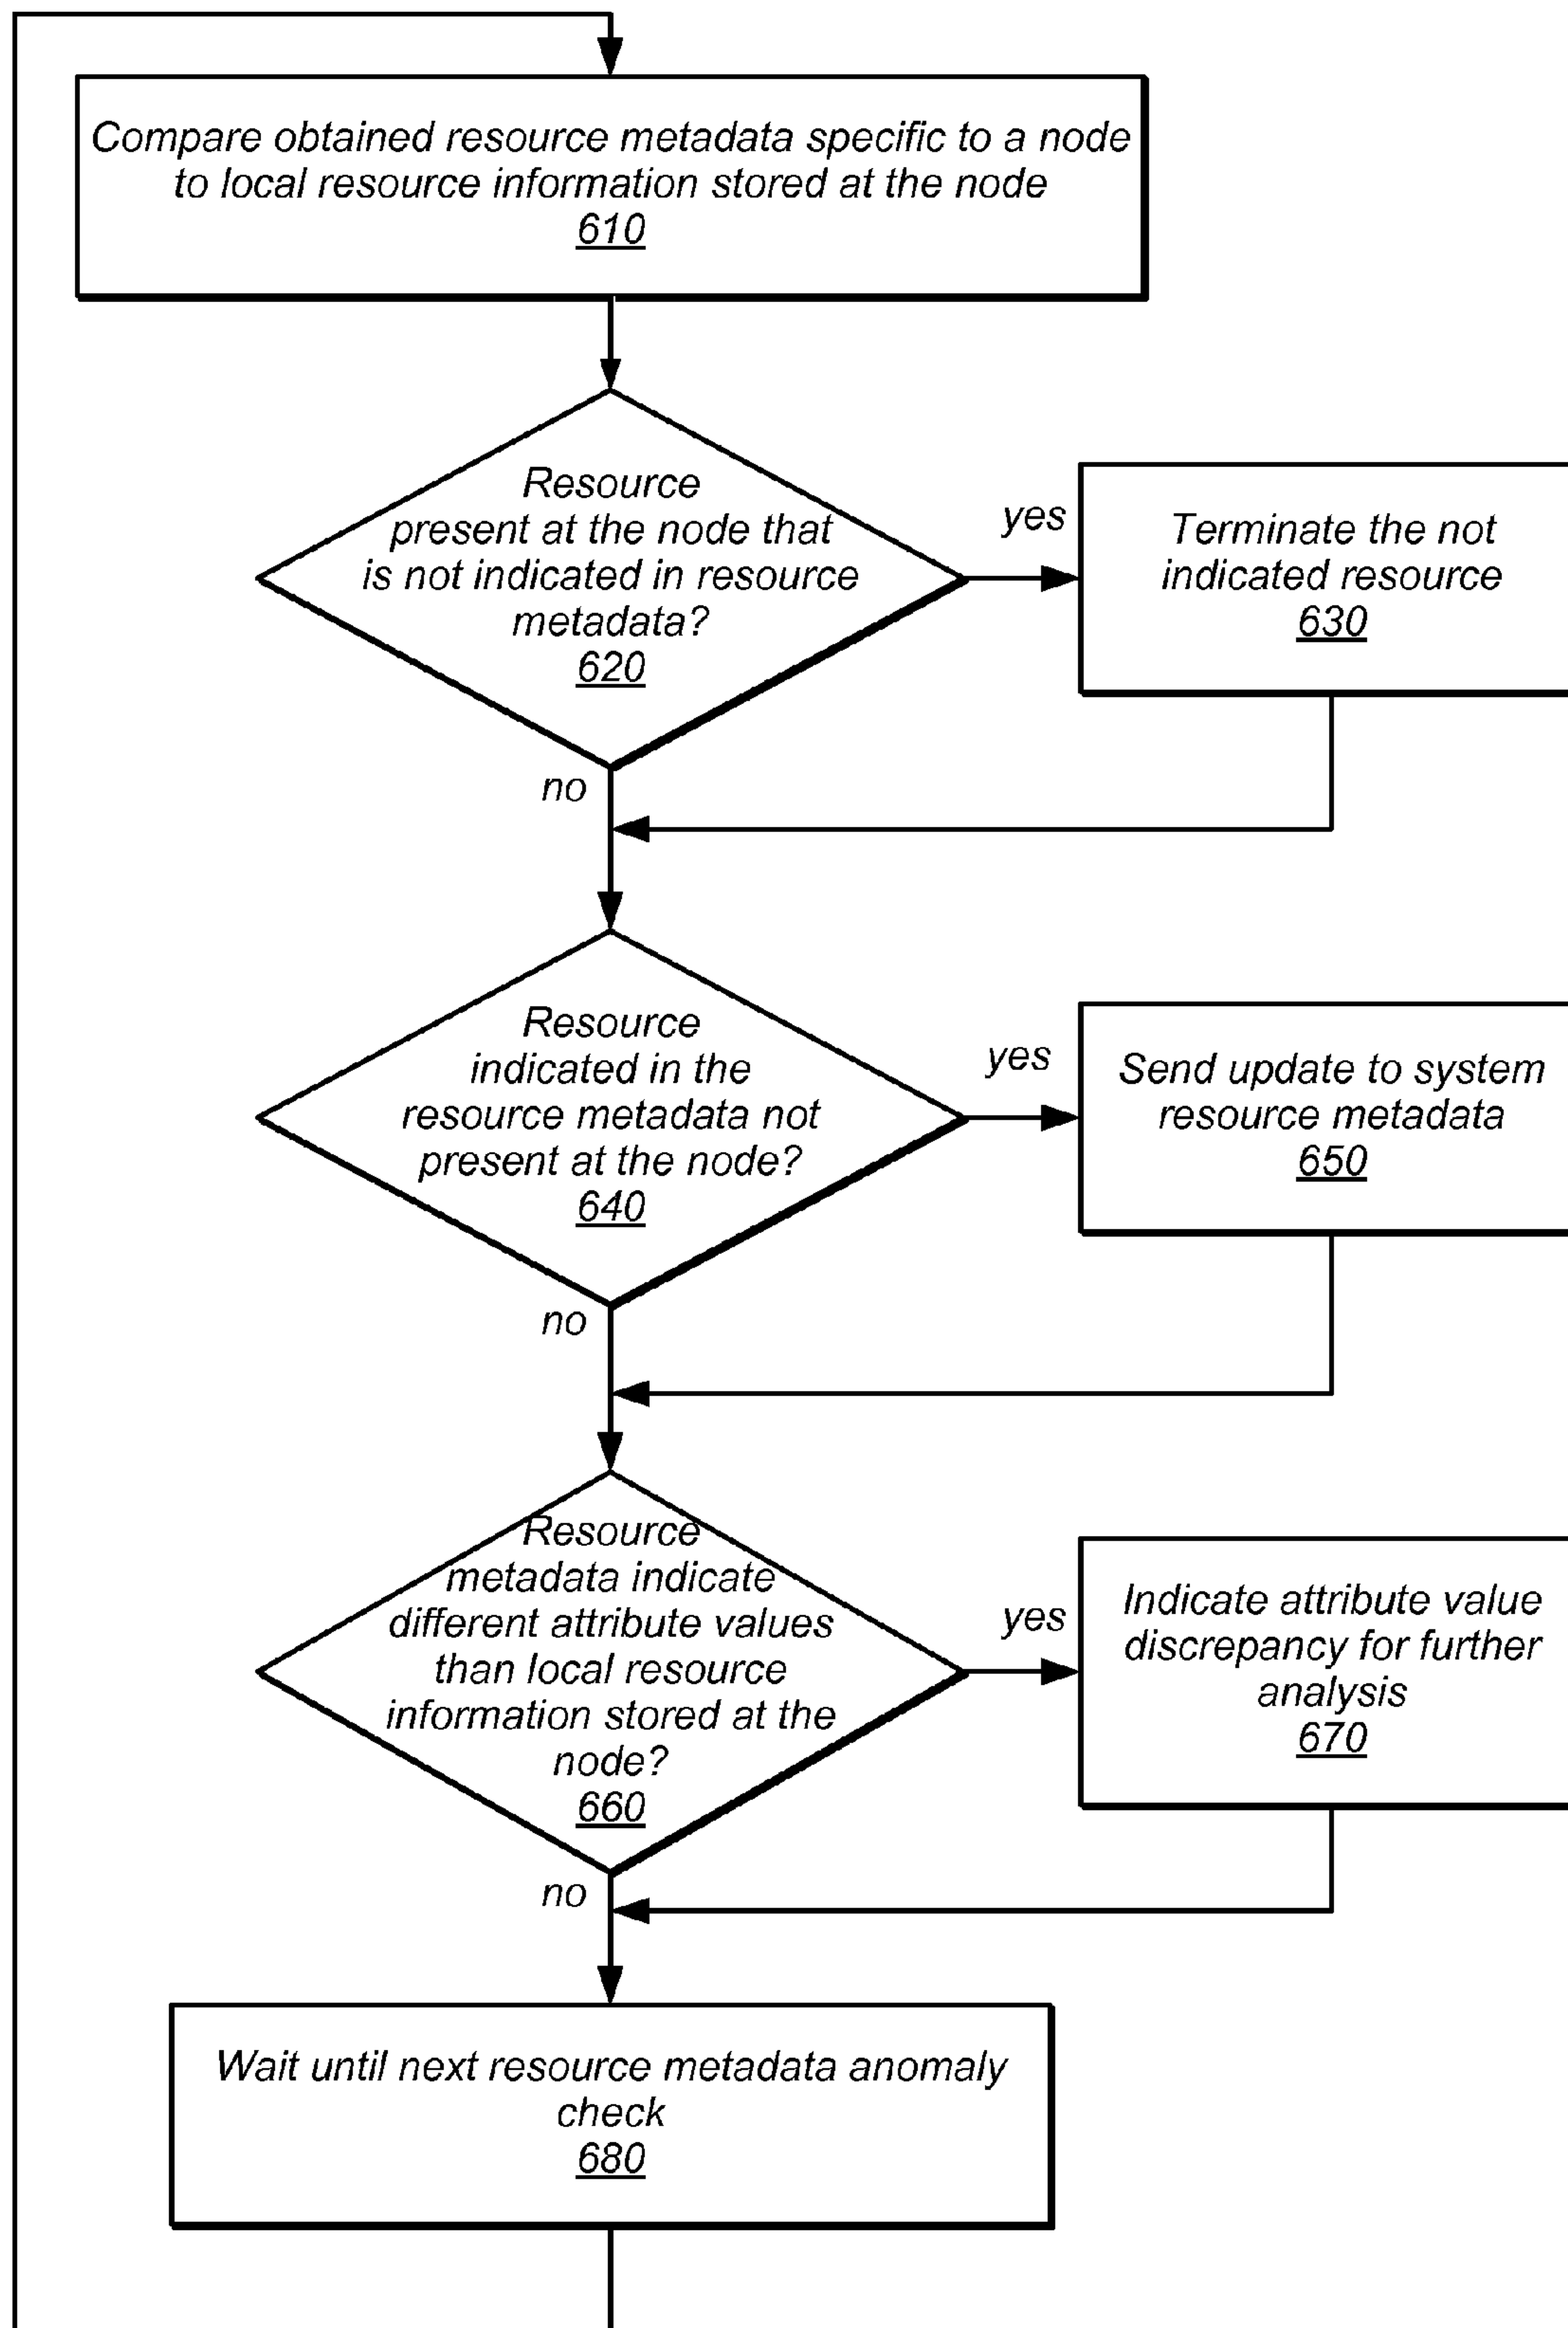 Compare obtained resource metadata specific to a node
to local resource information stored at the node
610
Resource
present at the node that
is not indicated in resource
metadata?
620
yes
Terminate the not
indicated resource
630
no
Resource
indicated in the
resource metadata not
present at the node?
640
yes
Send update to system
resource metadata
650
no
Resource
metadata indicate
different attribute values
than local resource
information stored at the
node?
660
yes
Indicate attribute value
discrepancy for further
analysis
670
no
Wait until next resource metadata anomaly
check
680